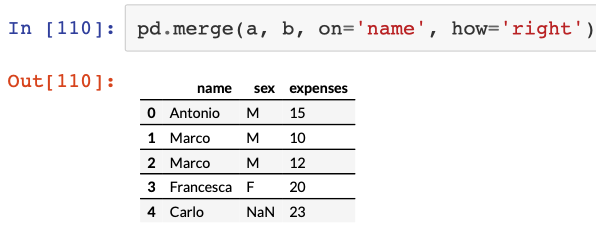 In [110]: pd.merge(a, b, on='name', how='right')
Out[110]:
name sex expenses
0 Antonio M 15
1 Marco M 10
2 Marco M 12
3 Francesca F 20
4 Carlo NaN 23